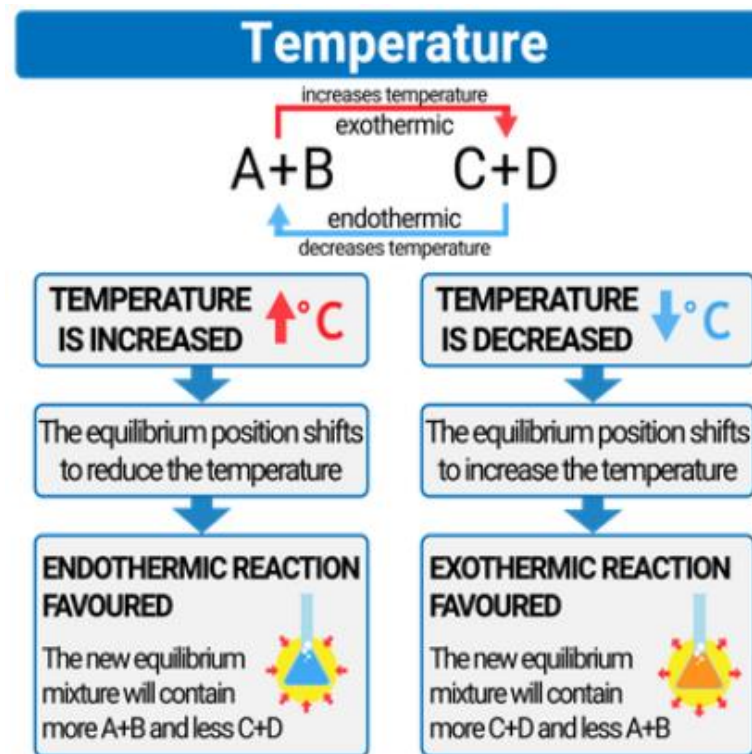 Temperature
increases temperature
exothermic
A+B C+D
endothermic
decreases temperature
TEMPERATURE
IS INCREASED
°C
The equilibrium position shifts
to reduce the temperature
ENDOTHERMIC REACTION
FAVOURED
The new equilibrium
mixture will contain
more A+B and less C+D
TEMPERATURE
IS DECREASED
°C
The equilibrium position shifts
to increase the temperature
EXOTHERMIC REACTION
FAVOURED
The new equilibrium
mixture will contain
more C+D and less A+B